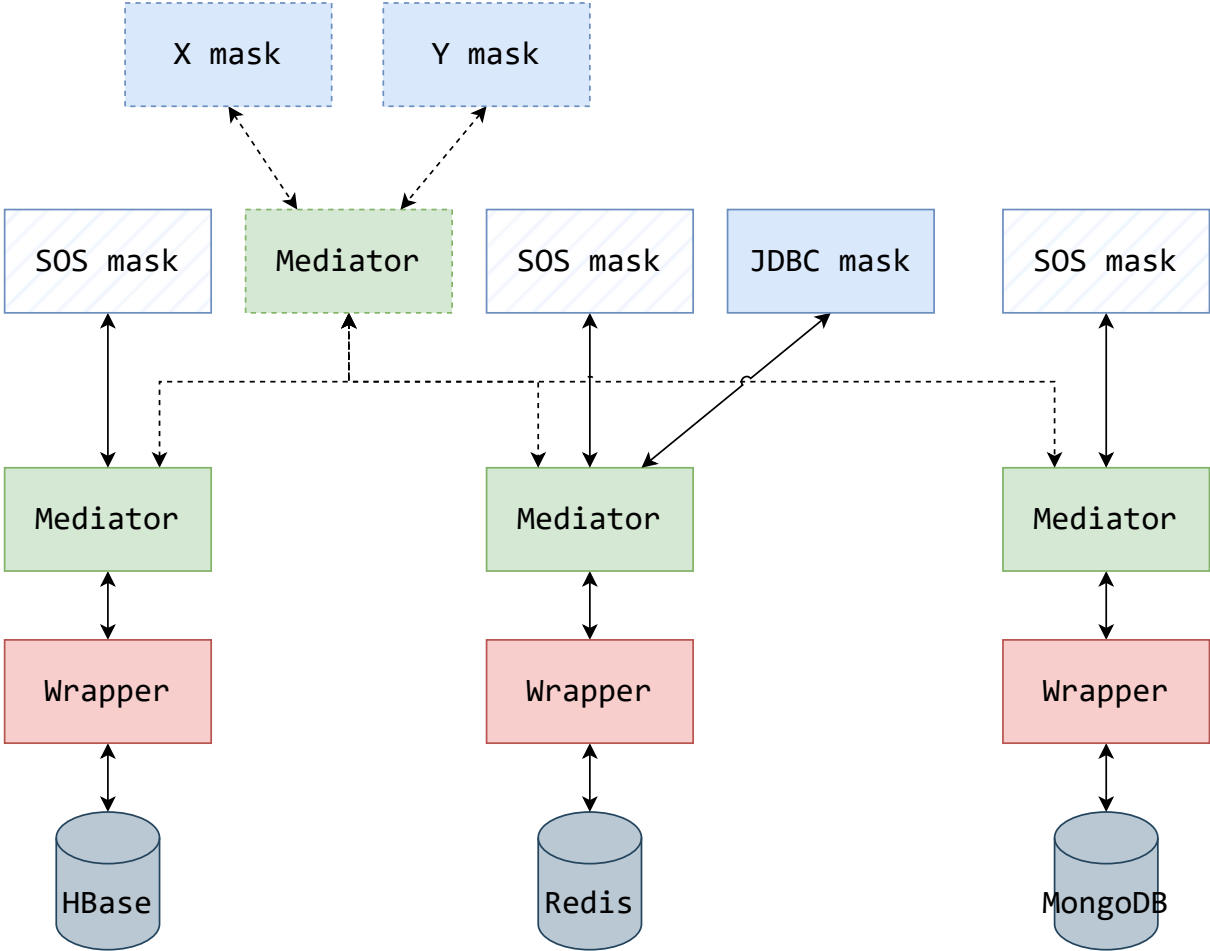 X mask
Y mask
SOS mask
Mediator
SOS mask
JDBC mask
SOS mask
Mediator
Mediator
Mediator
Wrapper
Wrapper
Wrapper
HBase
Redis
MongoDB